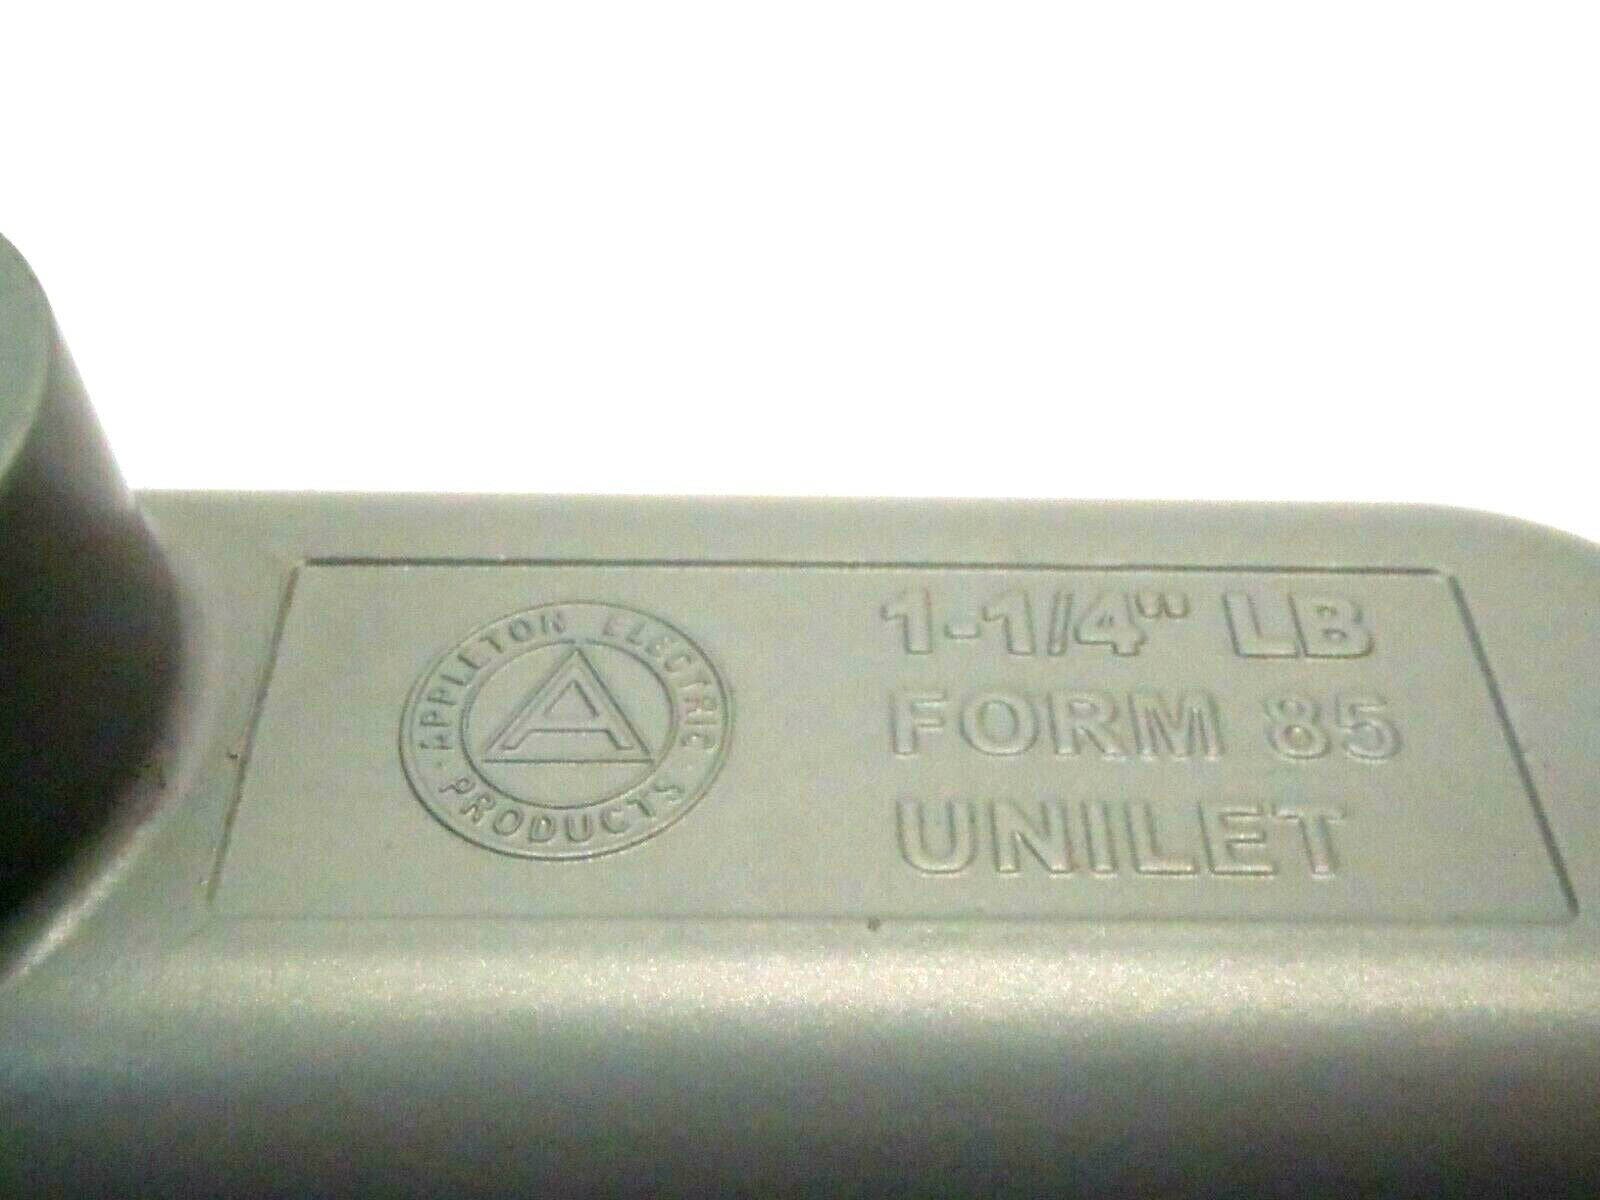 APPLETON ELECTRIC
A
· PRODUCTS ·
1-1/4" LB
FORM 85
UNILET